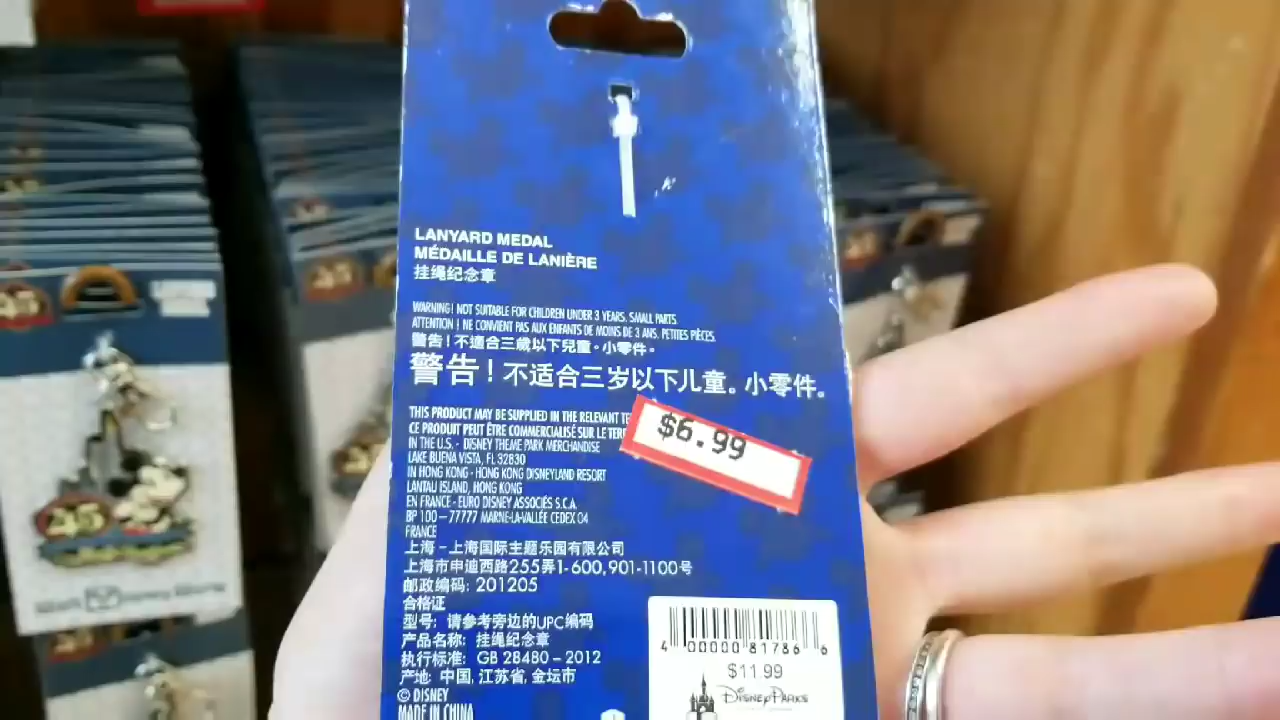 LANYARD MEDAL
MÉDAILLE DE LANIÈRE
挂绳纪念章
WARNING! NOT SUITABLE FOR CHILDREN UNDER 3 YEARS. SMALL PARTS.
ATTENTION ! NE CONVIENT PAS AUX ENFANTS DE MOINS DE 3 ANS. PETITES PIÈCES.
警告!不適合三歲以下兒童。小零件。
警告!不适合三岁以下儿童。小零件。
THIS PRODUCT MAY BE SUPPLIED IN THE RELEVANT
CE PRODUIT PEUT ÊTRE COMMERCIALISÉ SUR LE
$6.99
IN THE U.S. - DISNEY THEME PARK MERCHANDISE
LAKE BUENA VISTA, FL 32830
IN HONG KONG - HONG KONG DISNEYLAND RESORT
LANTAU ISLAND, HONG KONG
EN FRANCE - EURO DISNEY ASSOCIÉS S.C.A.
BP 100 – 77777 MARNE-LA-VALLÉE CEDEX 04
FRANCE
上海 – 上海国际主题乐园有限公司
上海市申迪西路255弄1-600,901-1100号
邮政编码: 201205
合格证
型号: 请参考旁边的UPC编码
产品名称: 挂绳纪念章
执行标准: GB 28480 – 2012
产地: 中国, 江苏省, 金坛市
© DISNEY
MADE IN CHINA
4 00000 81786 6
$11.99
DISNEY PARKS
45
45
45